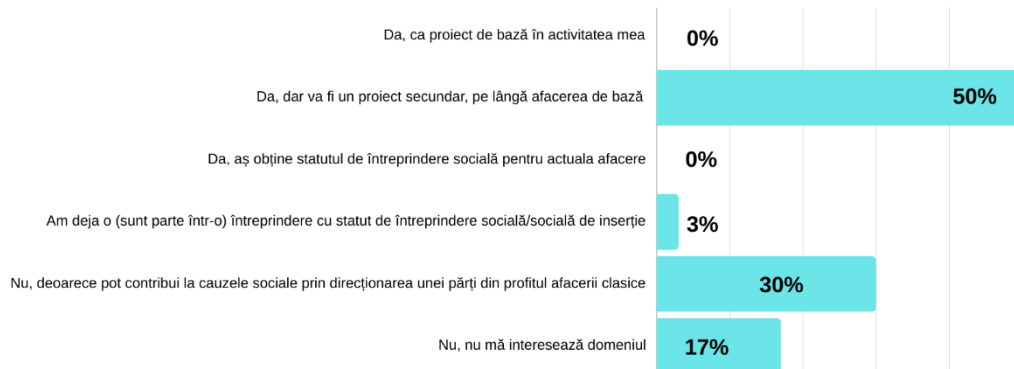 Da, ca proiect de bază în activitatea mea
0%
Da, dar va fi un proiect secundar, pe lângă afacerea de bază
50%
Da, aș obține statutul de întreprindere socială pentru actuala afacere
0%
Am deja o (sunt parte într-o) întreprindere cu statut de întreprindere socială/socială de inserție
3%
Nu, deoarece pot contribui la cauzele sociale prin direcționarea unei părți din profitul afacerii clasice
30%
Nu, nu mă interesează domeniul
17%